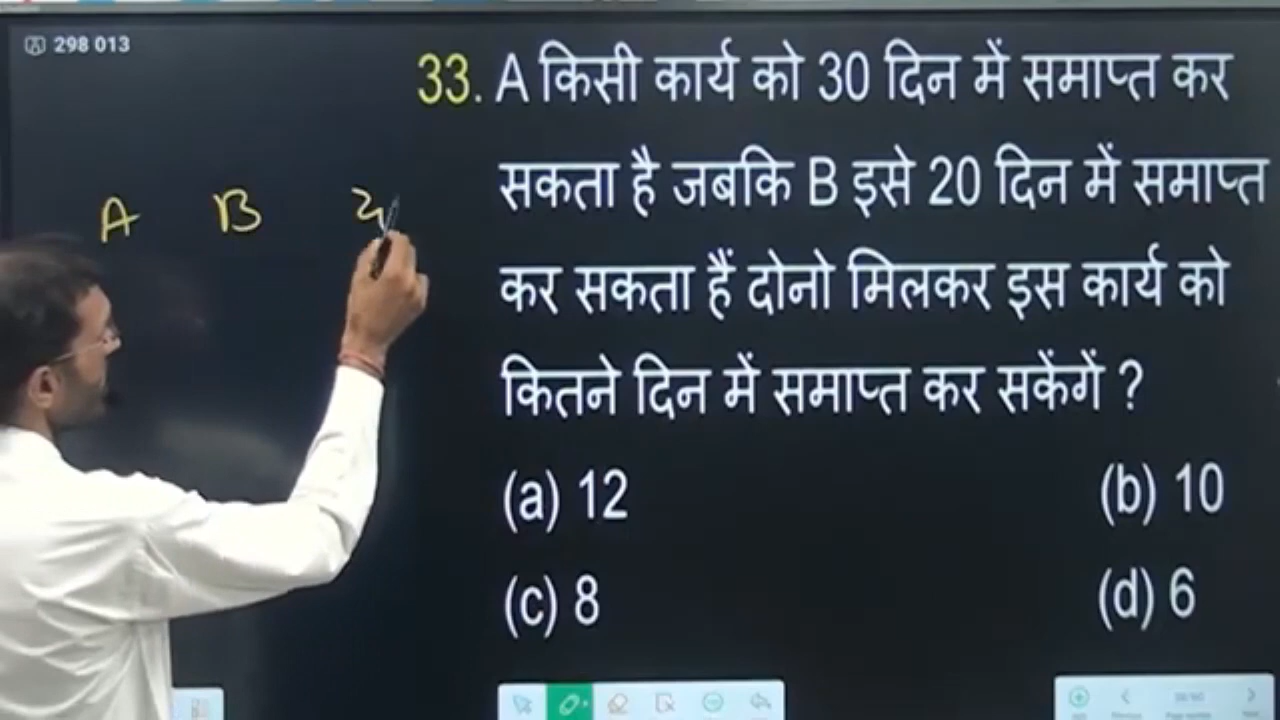 298 013
33. A किसी कार्य को 30 दिन में समाप्त कर
सकता है जबकि B इसे 20 दिन में समाप्त
कर सकता हैं दोनो मिलकर इस कार्य को
कितने दिन में समाप्त कर सकेंगें ?
(a) 12 (b) 10
(c) 8 (d) 6
A B